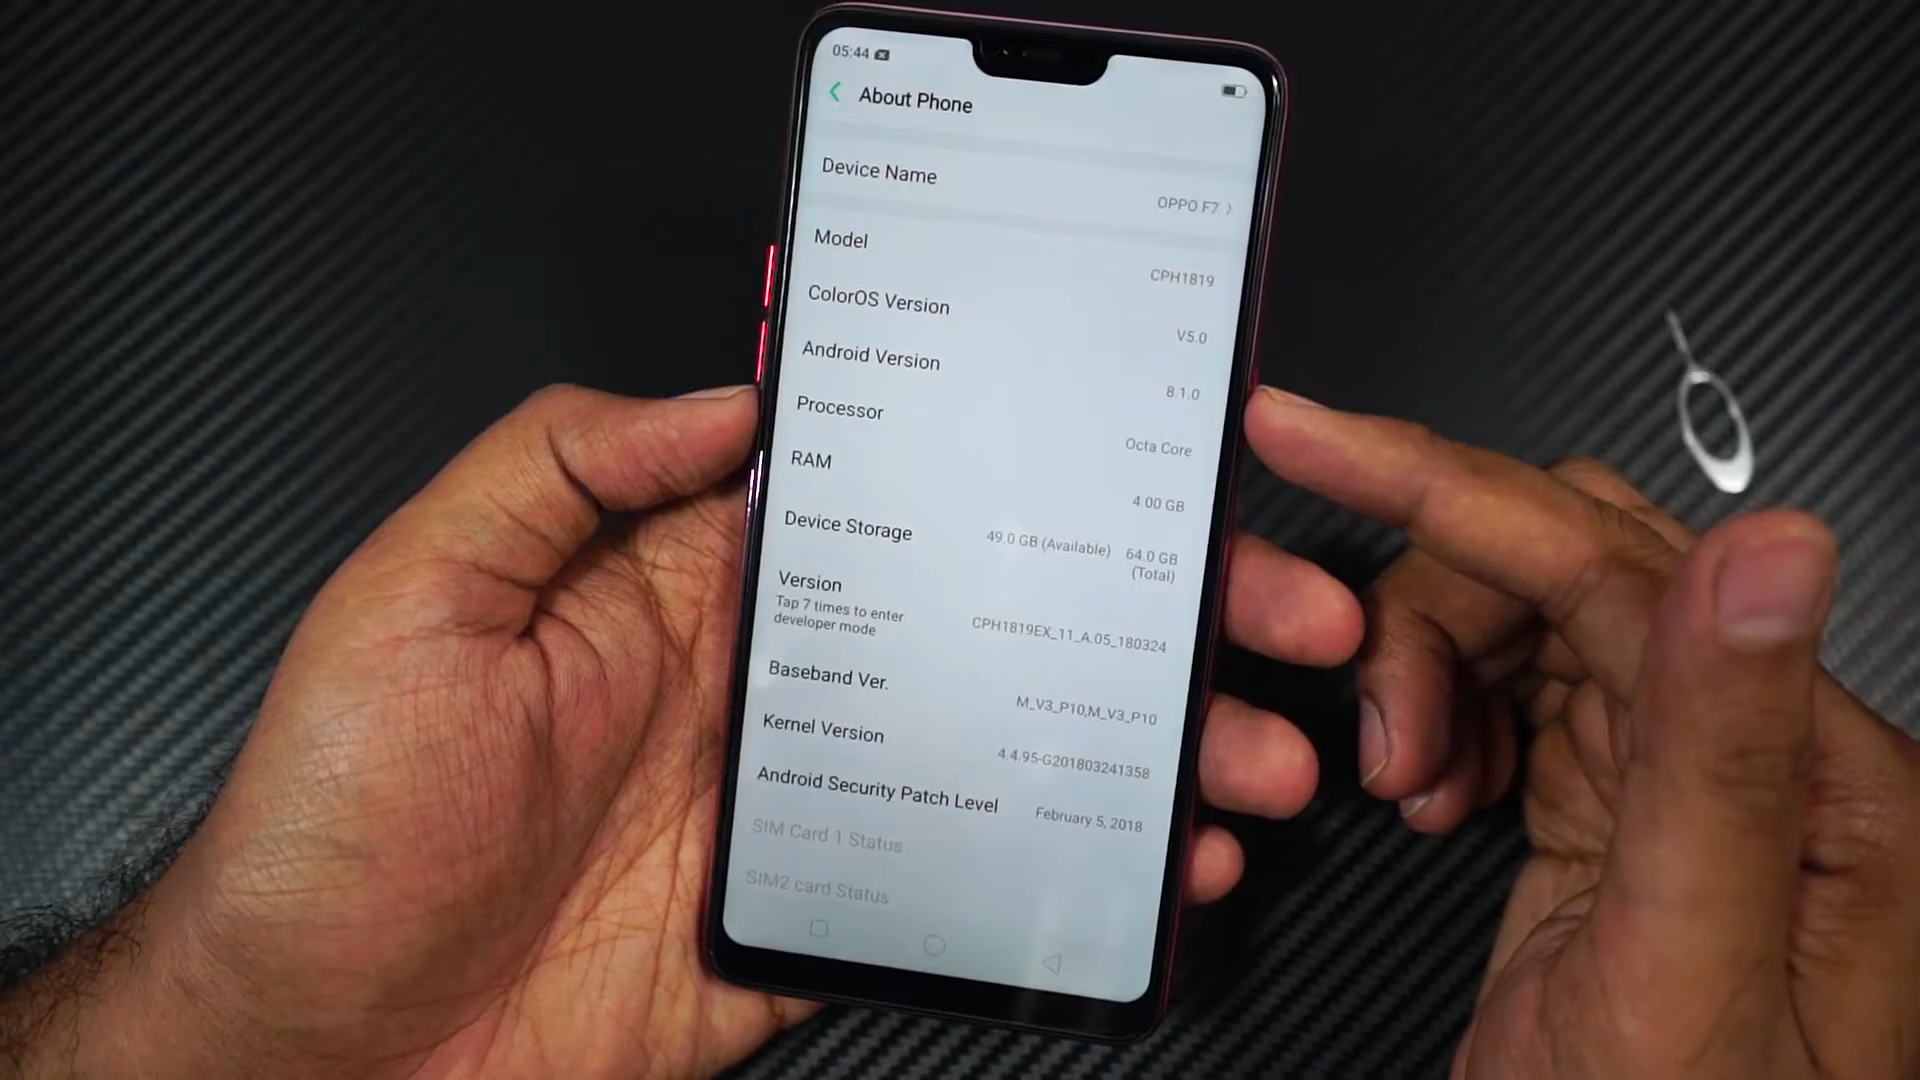 05:44
About Phone
Device Name
OPPO F7
Model
CPH1819
ColorOS Version
V5.0
Android Version
8.1.0
Processor
Octa Core
RAM
4.00 GB
Device Storage
49.0 GB (Available) 64.0 GB
(Total)
Version
Tap 7 times to enter
developer mode
CPH1819EX_11_A.05_180324
Baseband Ver.
M_V3_P10,M_V3_P10
Kernel Version
4.4.95-G201803241358
Android Security Patch Level
February 5, 2018
SIM Card 1 Status
SIM2 card Status